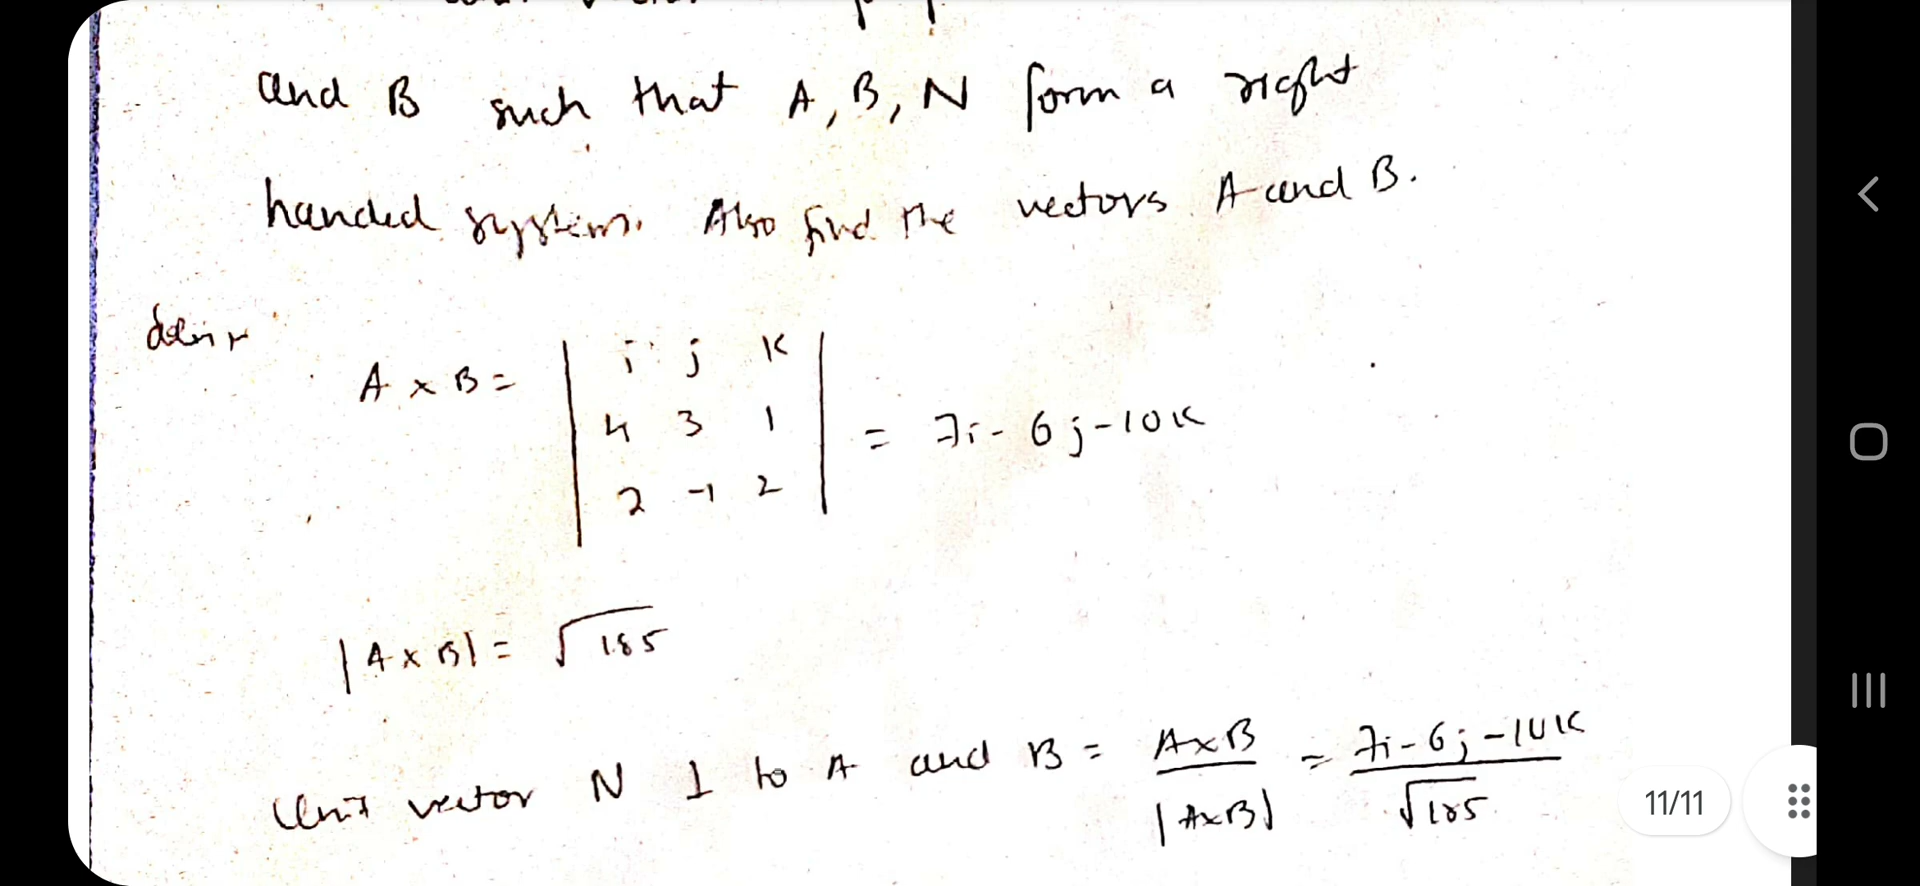 and B such that A, B, N form a right
handed system. Also find the vectors A and B.
A × B = | i j k |
| 4 3 1 | = 7i - 6j - 10k
| 2 -1 2 |
|A × B| = √185
Unit vector N ⊥ to A and B = A×B / |A×B| = 7i - 6j - 10k / √185
11/11